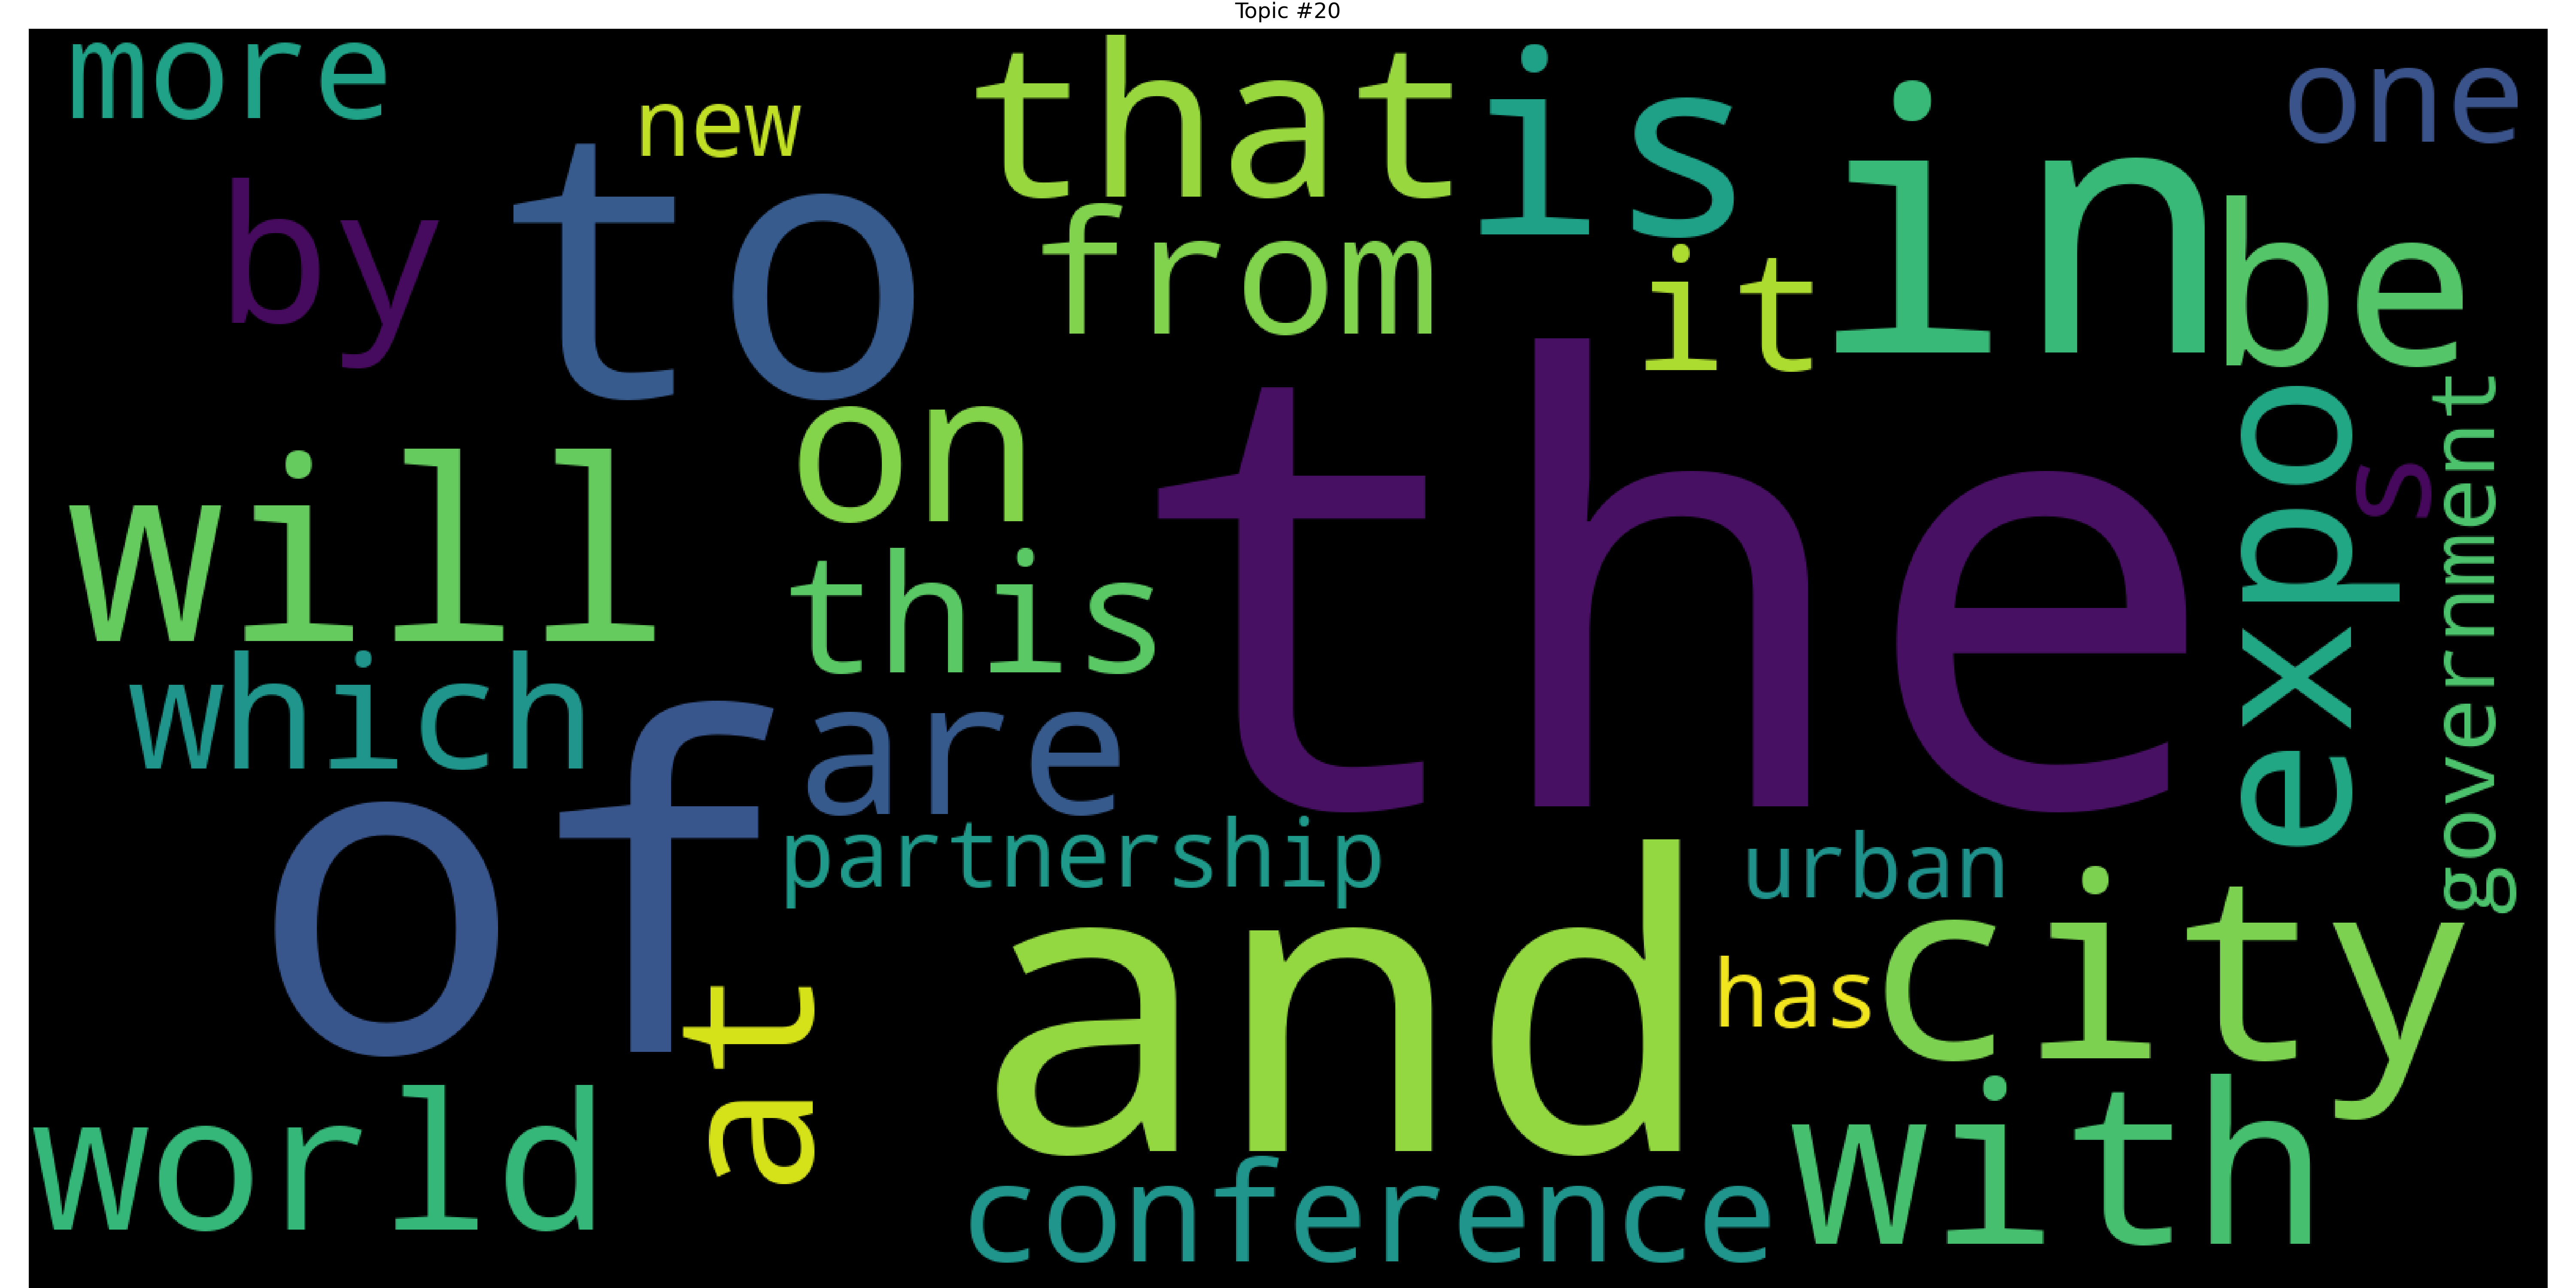 Topic #20
more
new
that
is
in
one
by
to
from
it
be
will
on
the
expo
s
government
this
which
are
of
partnership
urban
and
has
city
at
world
conference
with